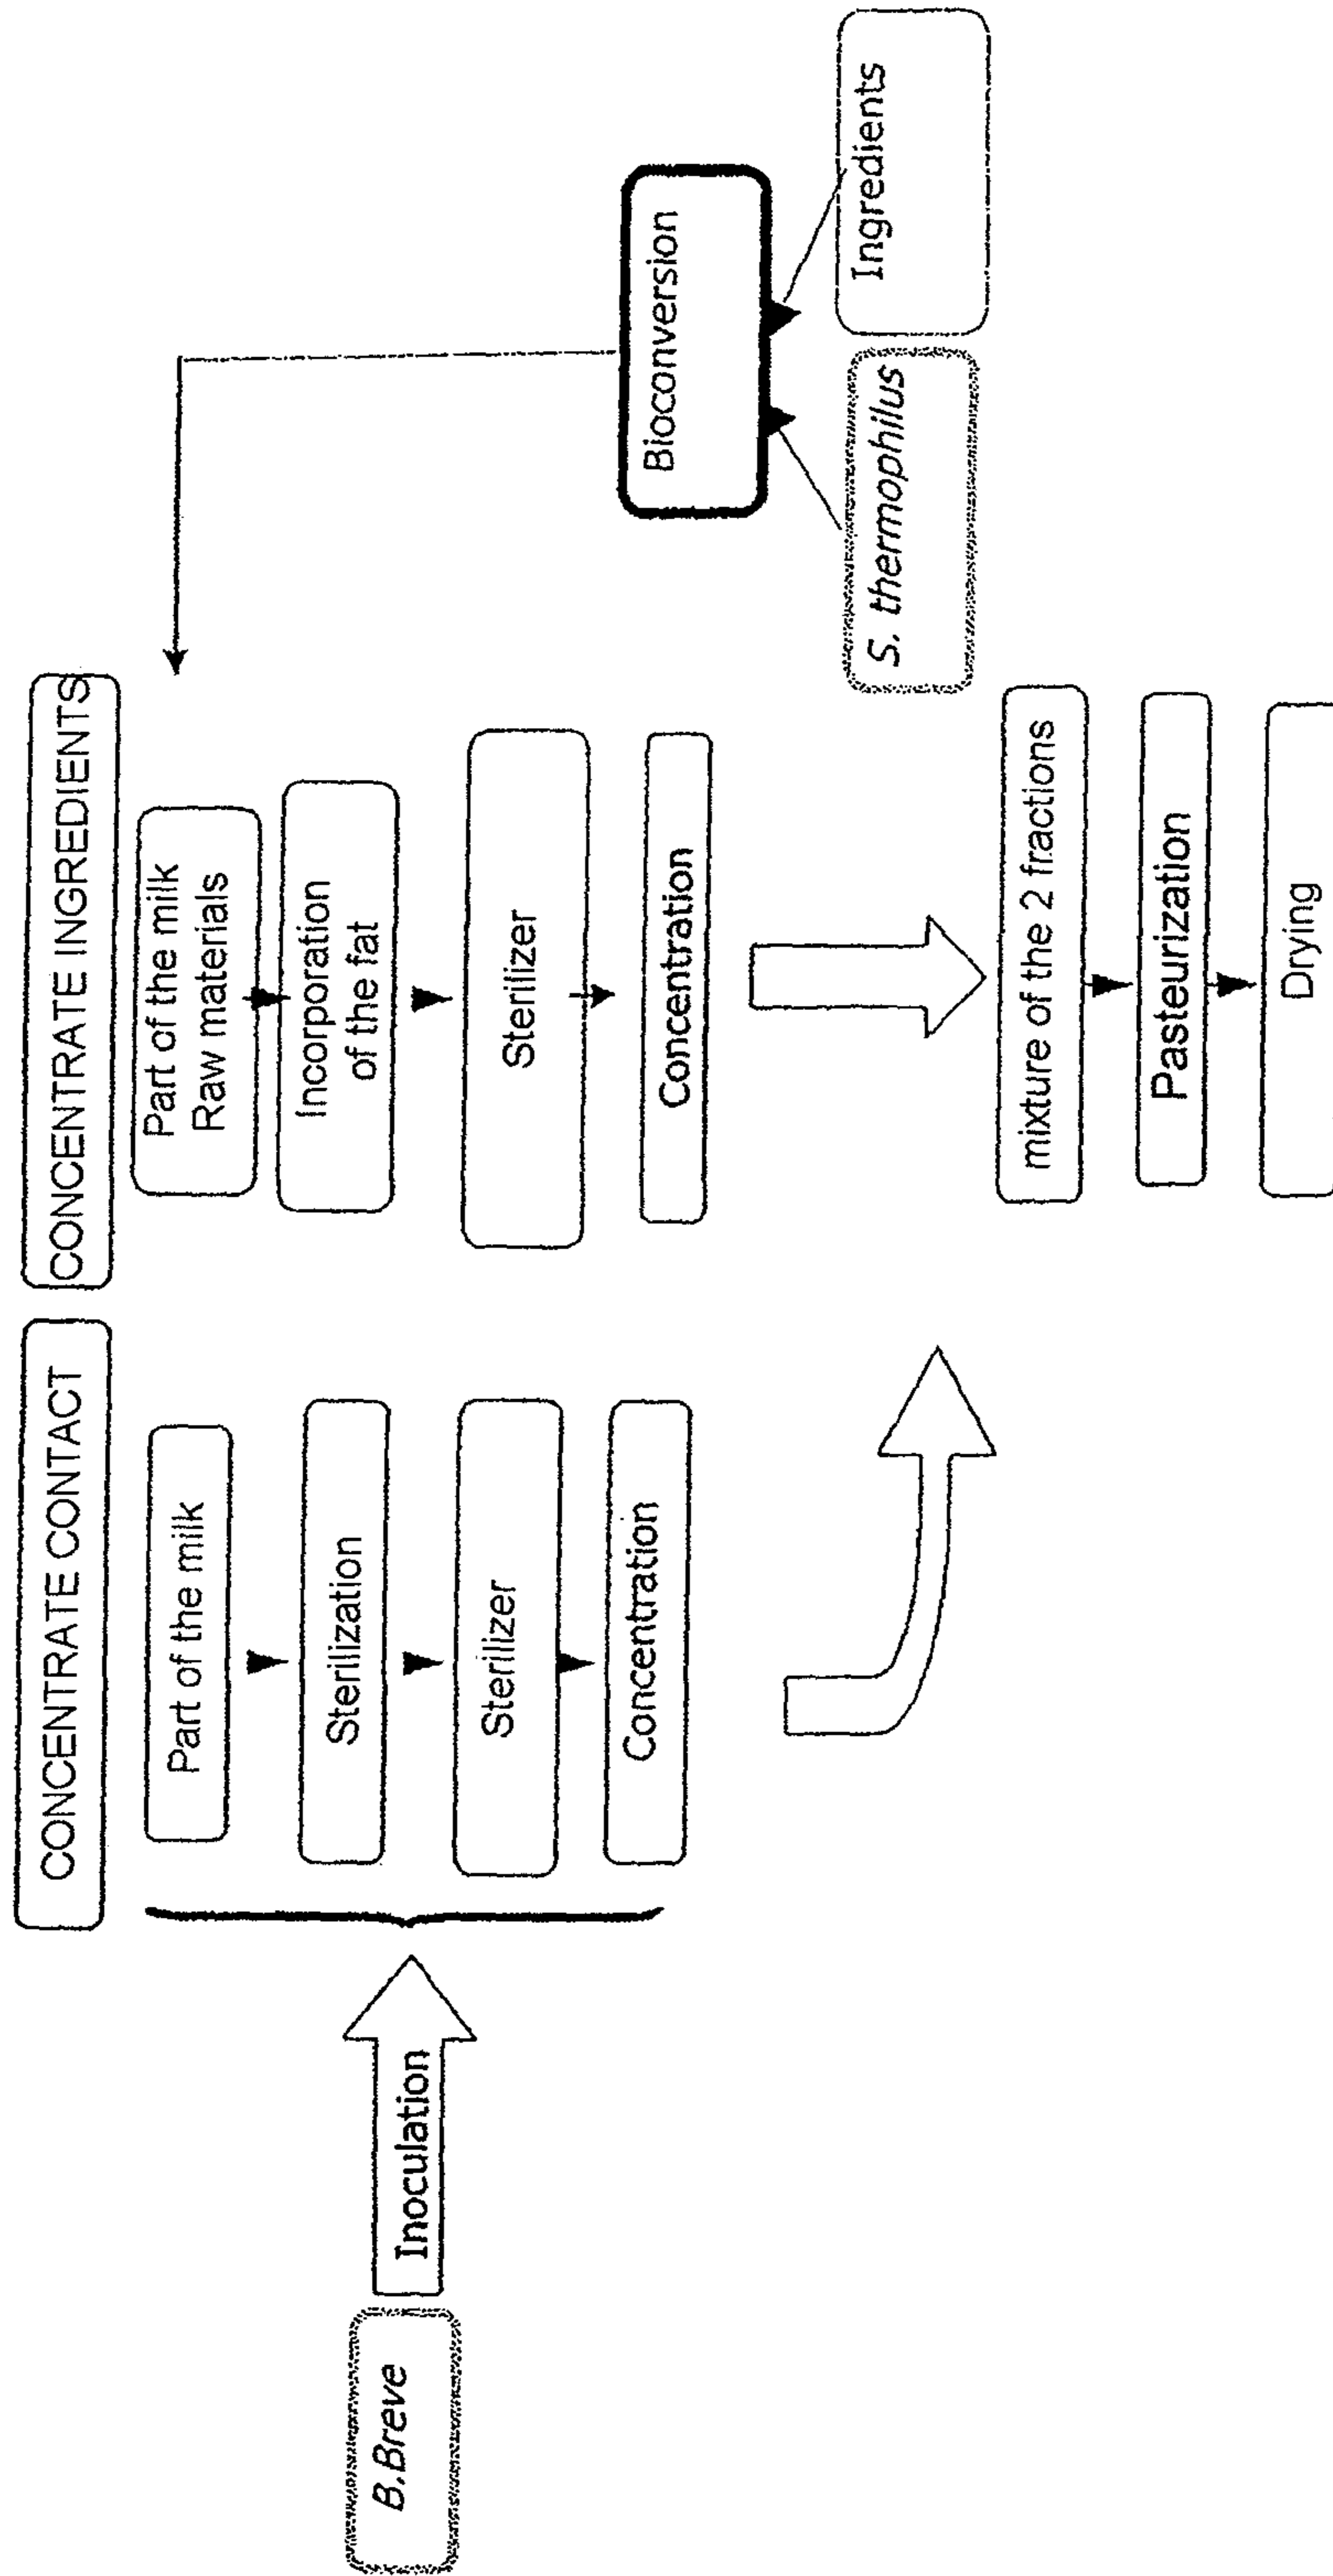 CONCENTRATE CONTACT
CONCENTRATE INGREDIENTS
B.Breve
Inoculation
Part of the milk
Sterilization
Sterilizer
Concentration
Part of the milk
Raw materials
Incorporation
of the fat
Sterilizer
Concentration
Bioconversion
S. thermophilus
Ingredients
mixture of the 2 fractions
Pasteurization
Drying